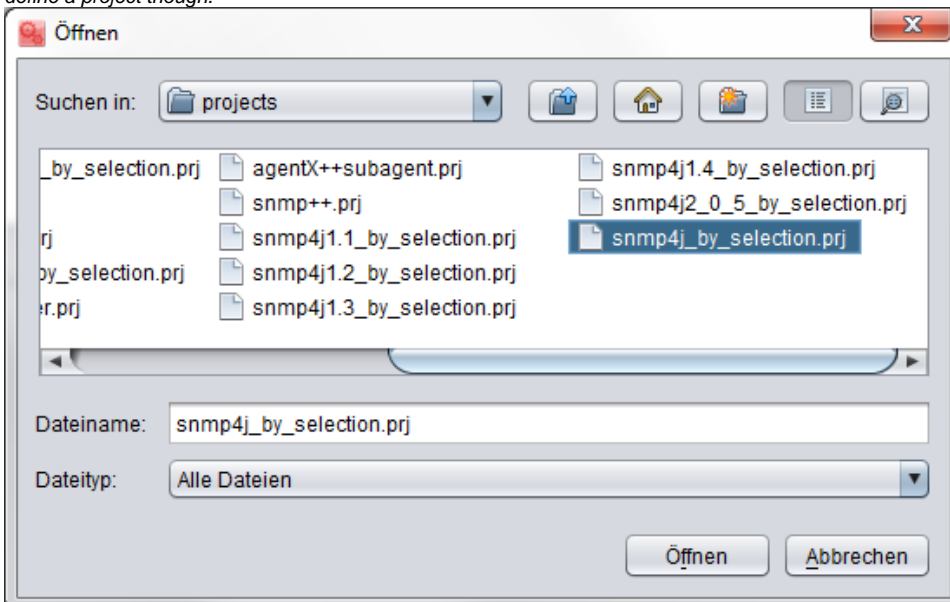 define a project though.
Öffnen
Suchen in: projects
_by_selection.prj agentX++subagent.prj snmp4j1.4_by_selection.prj
snmp++.prj snmp4j2_0_5_by_selection.prj
rj snmp4j1.1_by_selection.prj snmp4j_by_selection.prj
by_selection.prj snmp4j1.2_by_selection.prj
r.prj snmp4j1.3_by_selection.prj
Dateiname: snmp4j_by_selection.prj
Dateityp: Alle Dateien
Öffnen Abbrechen